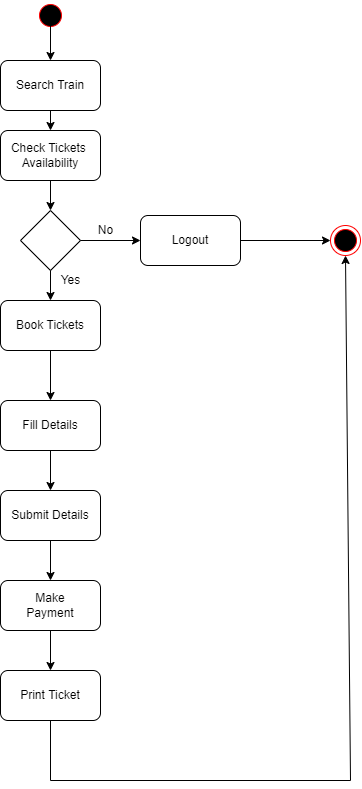 Search Train
Check Tickets
Availability
No
Logout
Yes
Book Tickets
Fill Details
Submit Details
Make
Payment
Print Ticket